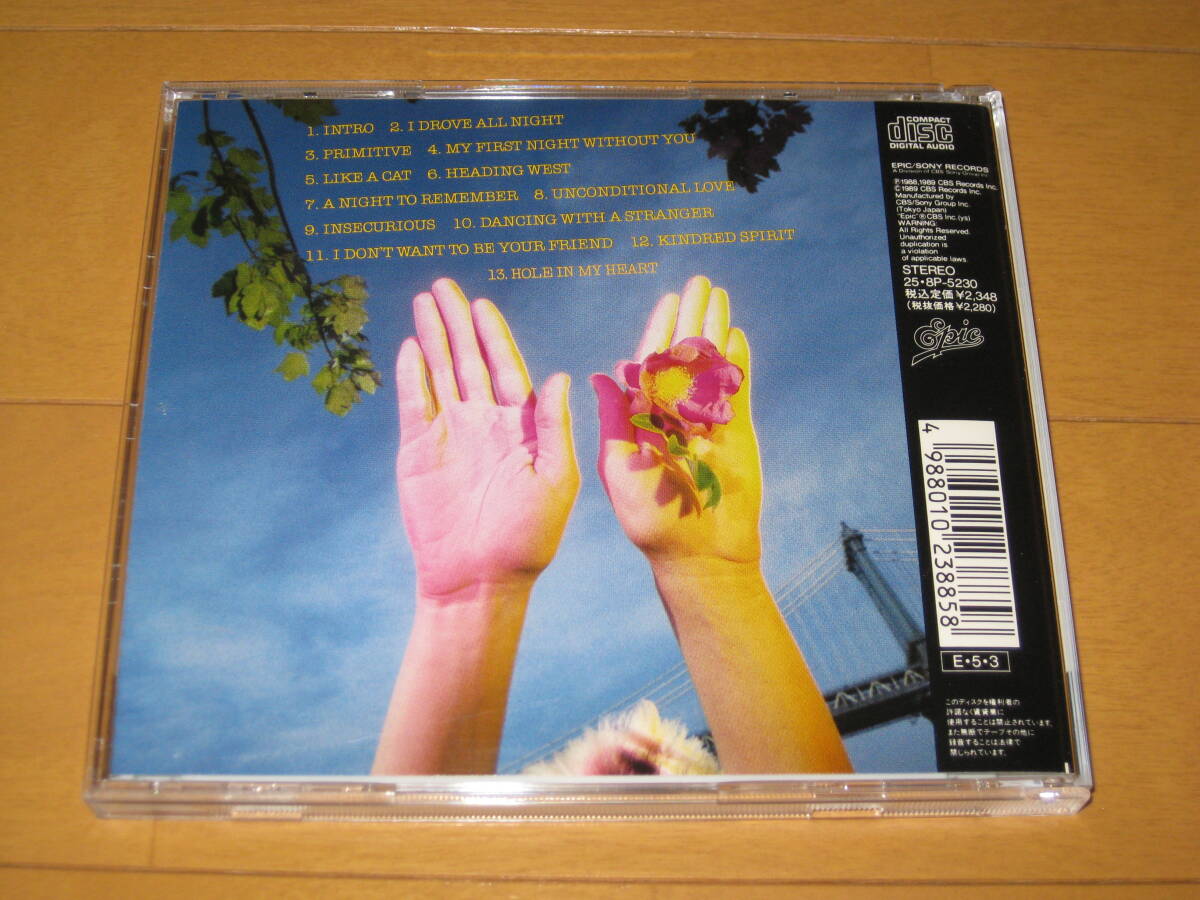 1. INTRO 2. I DROVE ALL NIGHT
3. PRIMITIVE 4. MY FIRST NIGHT WITHOUT YOU
5. LIKE A CAT 6. HEADING WEST
7. A NIGHT TO REMEMBER 8. UNCONDITIONAL LOVE
9. INSECURIOUS 10. DANCING WITH A STRANGER
11. I DON'T WANT TO BE YOUR FRIEND 12. KINDRED SPIRIT
13. HOLE IN MY HEART
COMPACT
disc
DIGITAL AUDIO
EPIC/SONY RECORDS
A Division of CBS Sony Group Inc.
℗1988,1989 CBS Records Inc.
©1989 CBS Records Inc.
Manufactured by
CBS/Sony Group Inc.
(Tokyo Japan)
"Epic"®CBS Inc.(ys)
WARNING:
All Rights Reserved.
Unauthorized
duplication is
a violation
of applicable laws.
STEREO
25•8P-5230
税込定価¥2,348
(税抜価格¥2,280)
Epic
4 988010 238858
E•5•3
このディスクを権利者の
許諾なく賃貸業に
使用することは禁止されています。
また無断でテープその他に
録音することは法律で
禁じられています。